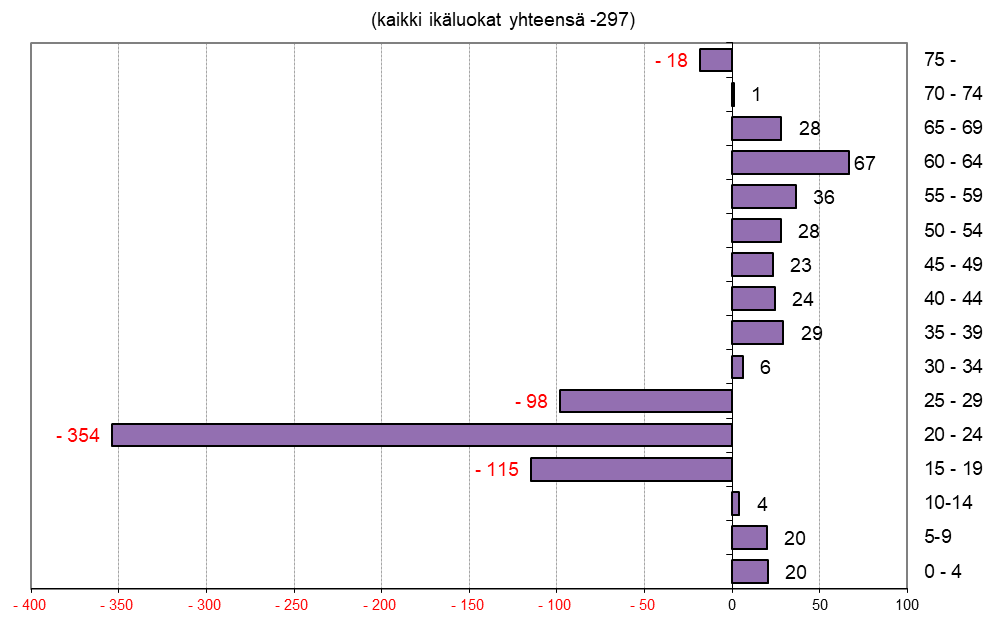 (kaikki ikäluokat yhteensä -297)
- 18 75 -
1 70 - 74
28 65 - 69
67 60 - 64
36 55 - 59
28 50 - 54
23 45 - 49
24 40 - 44
29 35 - 39
6 30 - 34
- 98 25 - 29
- 354 20 - 24
- 115 15 - 19
4 10-14
20 5-9
20 0 - 4
- 400 - 350 - 300 - 250 - 200 - 150 - 100 - 50 0 50 100